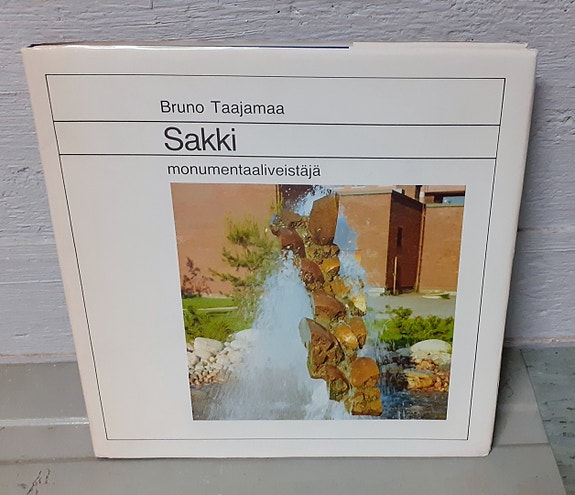 Bruno Taajamaa
Sakki
monumentaaliveistäjä